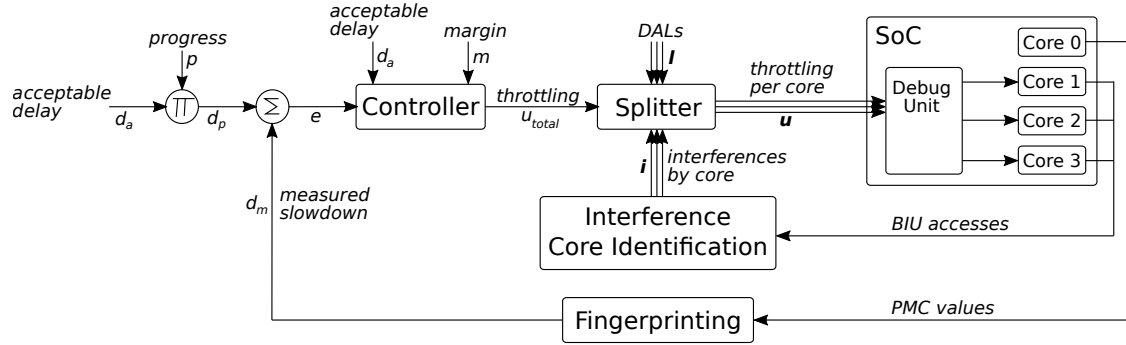 acceptable
delay
d_a
progress
p
d_p
Σ
e
∏
acceptable
delay
d_a
margin
m
Controller
throttling
u_total
DALs
l
Splitter
throttling
per core
u
SoC
Debug
Unit
Core 0
Core 1
Core 2
Core 3
i
interferences
by core
d_m
measured
slowdown
Interference
Core Identification
BIU accesses
Fingerprinting
PMC values